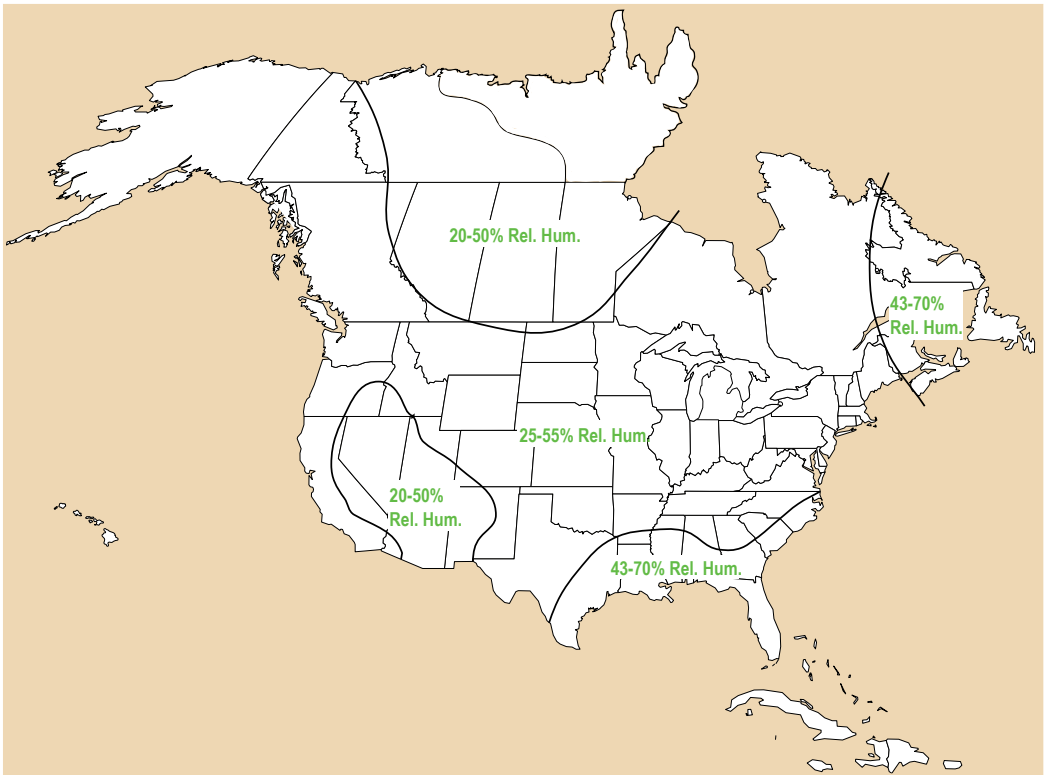 20-50% Rel. Hum.
43-70%
Rel. Hum.
25-55% Rel. Hum.
20-50%
Rel. Hum.
43-70% Rel. Hum.